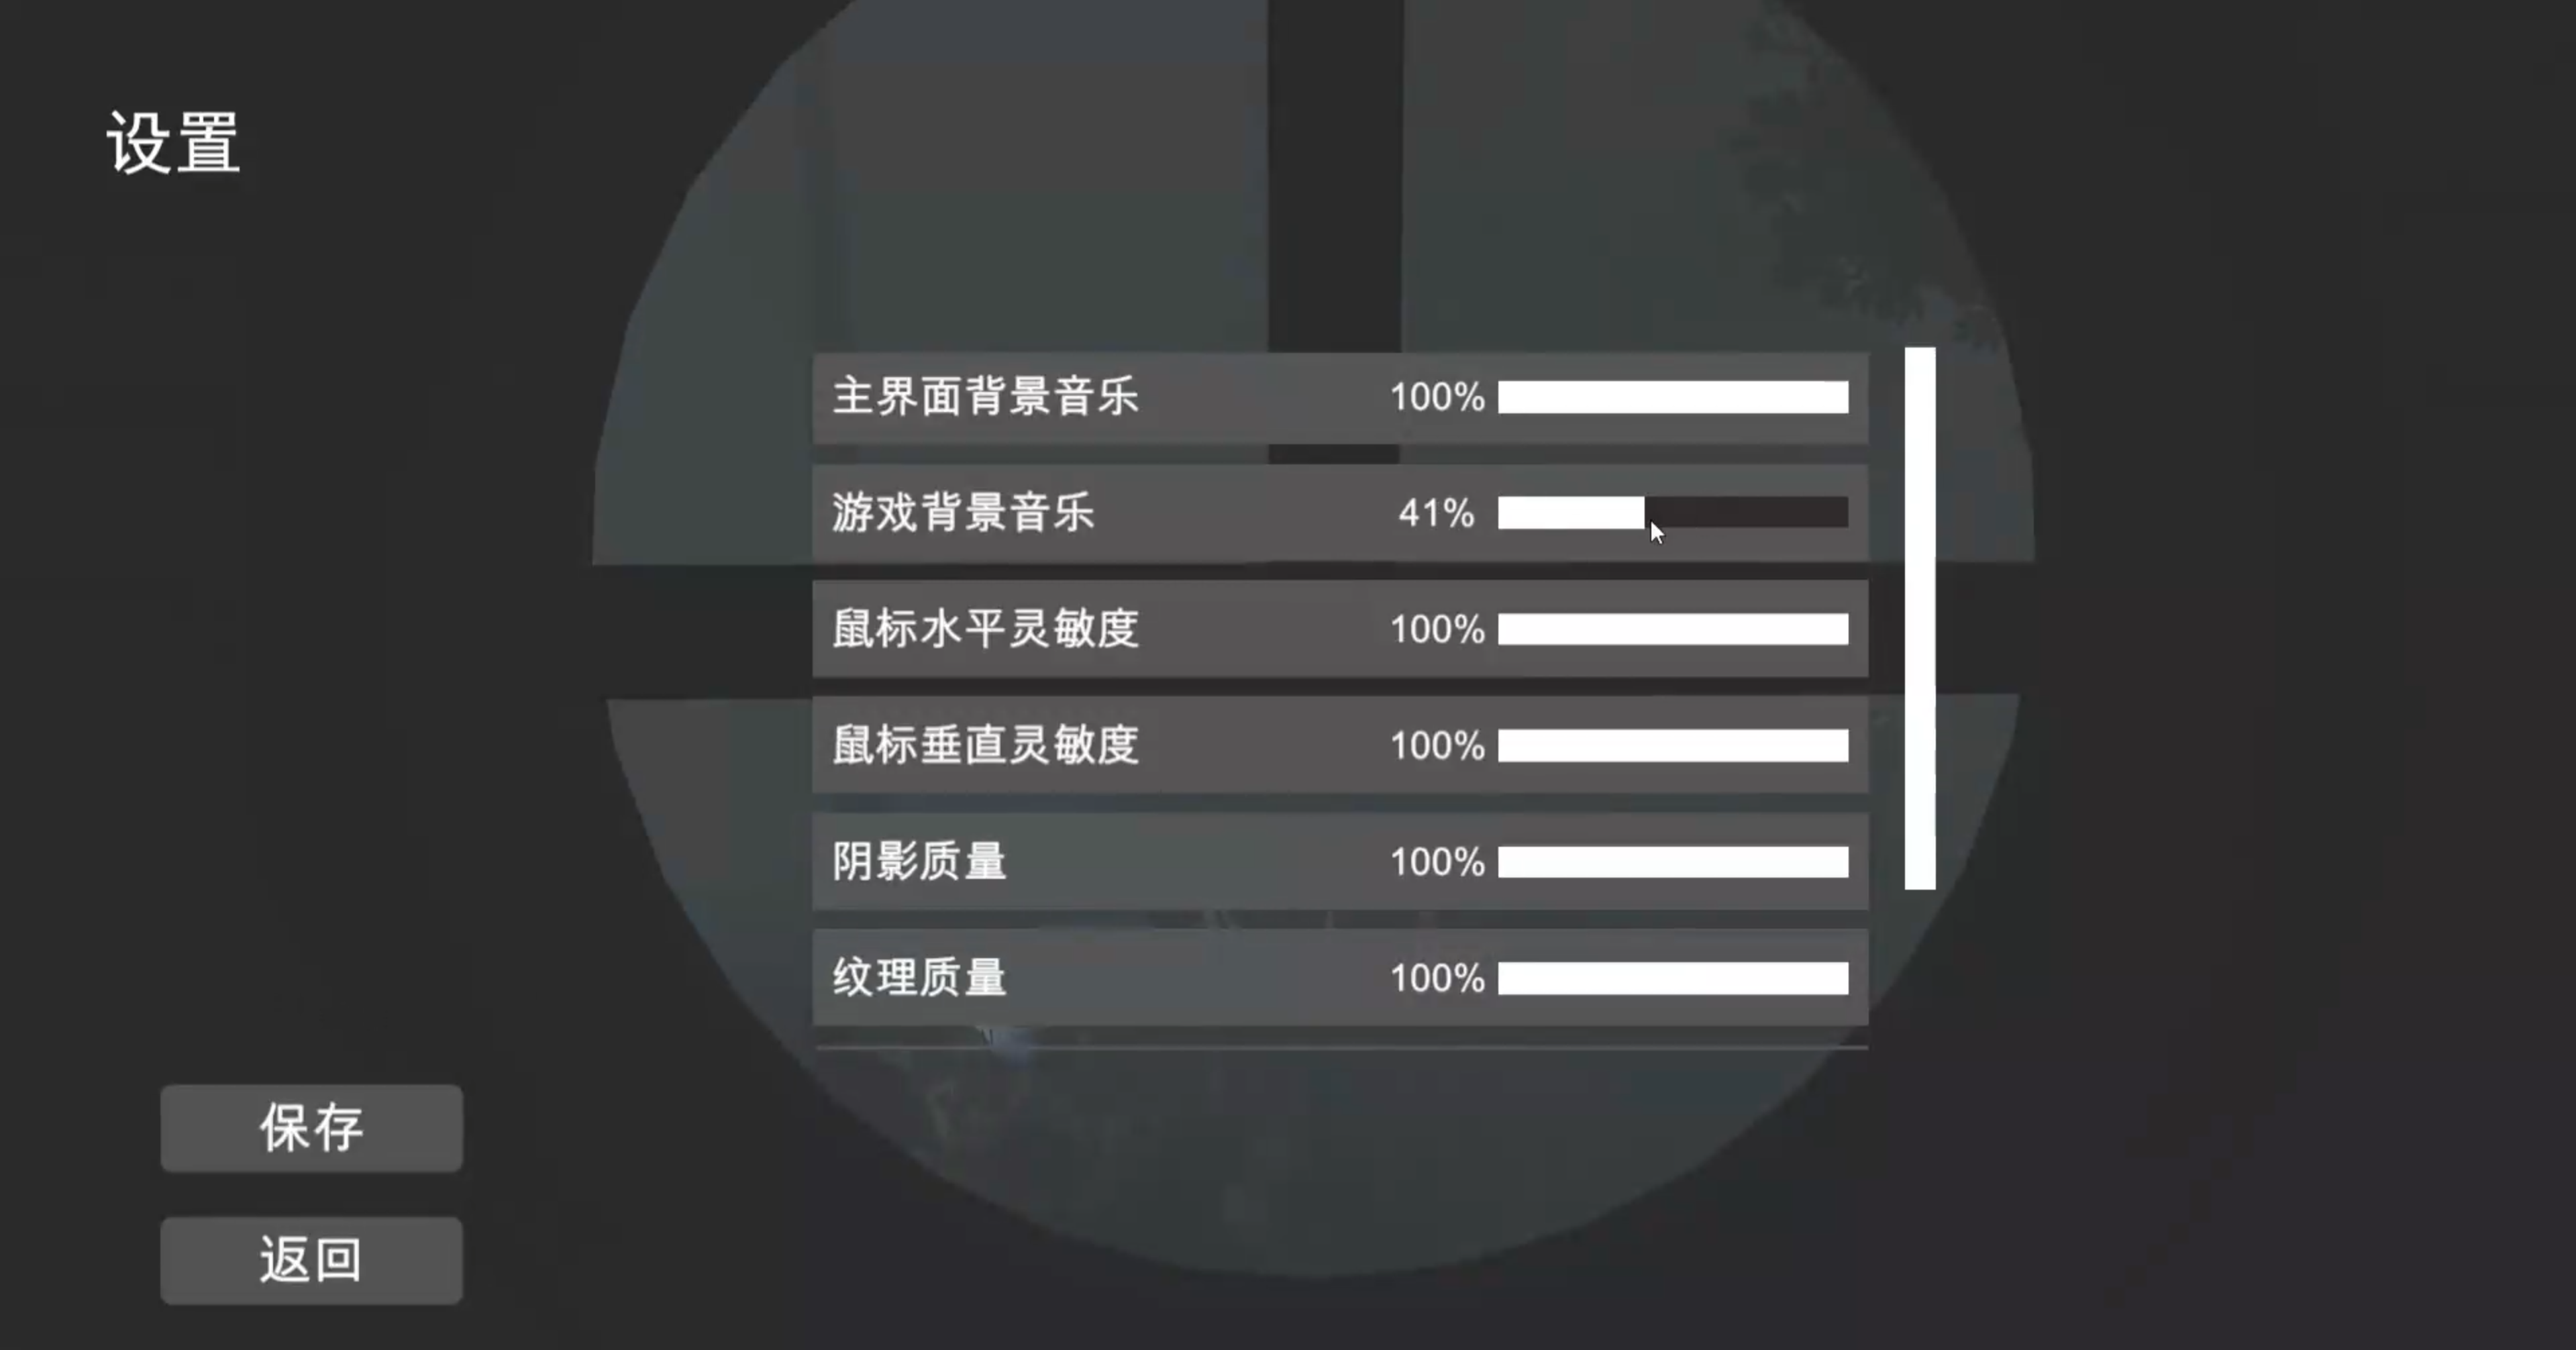 设置
主界面背景音乐 100%
游戏背景音乐 41%
鼠标水平灵敏度 100%
鼠标垂直灵敏度 100%
阴影质量 100%
纹理质量 100%
保存
返回